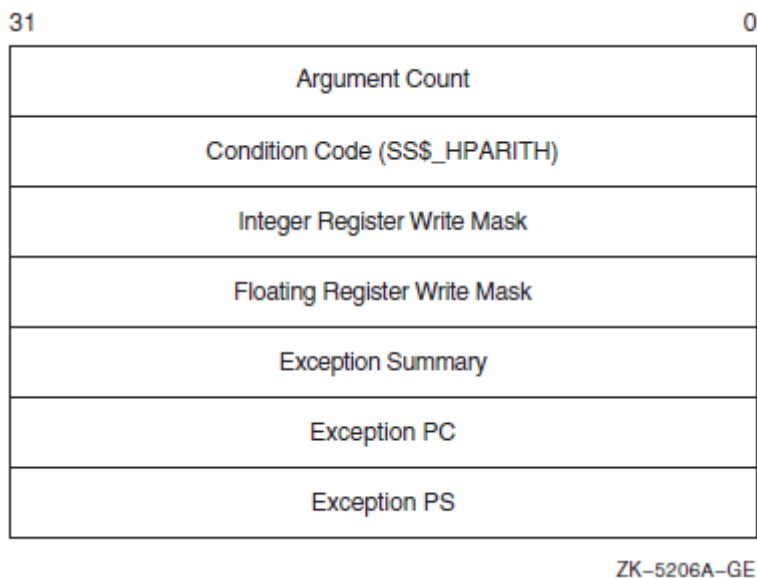 31 0
Argument Count
Condition Code (SS$_HPARITH)
Integer Register Write Mask
Floating Register Write Mask
Exception Summary
Exception PC
Exception PS
ZK–5206A–GE